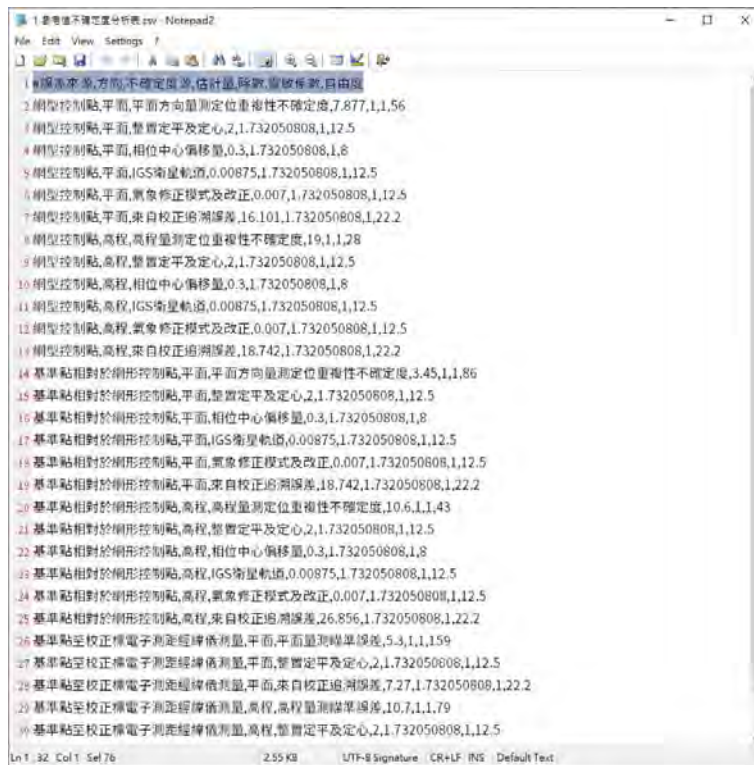 1 參考值不確定度分析表.csv - Notepad2
File Edit View Settings ?
1 #誤差來源,方向,不確定度源,估計量,除數,靈敏係數,自由度
2 網型控制點,平面,平面方向量測定位重複性不確定度,7.877,1,1,56
3 網型控制點,平面,整置定平及定心,2,1.732050808,1,12.5
4 網型控制點,平面,相位中心偏移量,0.3,1.732050808,1,8
5 網型控制點,平面,IGS衛星軌道,0.00875,1.732050808,1,12.5
6 網型控制點,平面,氣象修正模式及改正,0.007,1.732050808,1,12.5
7 網型控制點,平面,來自校正追溯誤差,16.101,1.732050808,1,22.2
8 網型控制點,高程,高程量測定位重複性不確定度,19,1,1,28
9 網型控制點,高程,整置定平及定心,2,1.732050808,1,12.5
10 網型控制點,高程,相位中心偏移量,0.3,1.732050808,1,8
11 網型控制點,高程,IGS衛星軌道,0.00875,1.732050808,1,12.5
12 網型控制點,高程,氣象修正模式及改正,0.007,1.732050808,1,12.5
13 網型控制點,高程,來自校正追溯誤差,18.742,1.732050808,1,22.2
14 基準點相對於網形控制點,平面,平面方向量測定位重複性不確定度,3.45,1,1,86
15 基準點相對於網形控制點,平面,整置定平及定心,2,1.732050808,1,12.5
16 基準點相對於網形控制點,平面,相位中心偏移量,0.3,1.732050808,1,8
17 基準點相對於網形控制點,平面,IGS衛星軌道,0.00875,1.732050808,1,12.5
18 基準點相對於網形控制點,平面,氣象修正模式及改正,0.007,1.732050808,1,12.5
19 基準點相對於網形控制點,平面,來自校正追溯誤差,18.742,1.732050808,1,22.2
20 基準點相對於網形控制點,高程,高程量測定位重複性不確定度,10.6,1,1,43
21 基準點相對於網形控制點,高程,整置定平及定心,2,1.732050808,1,12.5
22 基準點相對於網形控制點,高程,相位中心偏移量,0.3,1.732050808,1,8
23 基準點相對於網形控制點,高程,IGS衛星軌道,0.00875,1.732050808,1,12.5
24 基準點相對於網形控制點,高程,氣象修正模式及改正,0.007,1.732050808,1,12.5
25 基準點相對於網形控制點,高程,來自校正追溯誤差,26.856,1.732050808,1,22.2
26 基準點至校正標電子測距經緯儀測量,平面,平面量測瞄準誤差,5.3,1,1,159
27 基準點至校正標電子測距經緯儀測量,平面,整置定平及定心,2,1.732050808,1,12.5
28 基準點至校正標電子測距經緯儀測量,平面,來自校正追溯誤差,7.27,1.732050808,1,22.2
29 基準點至校正標電子測距經緯儀測量,高程,高程量測瞄準誤差,10.7,1,1,79
30 基準點至校正標電子測距經緯儀測量,高程,整置定平及定心,2,1.732050808,1,12.5
Ln 1 : 32 Col 1 Sel 76 2.55 KB UTF-8 Signature CR+LF INS Default Text